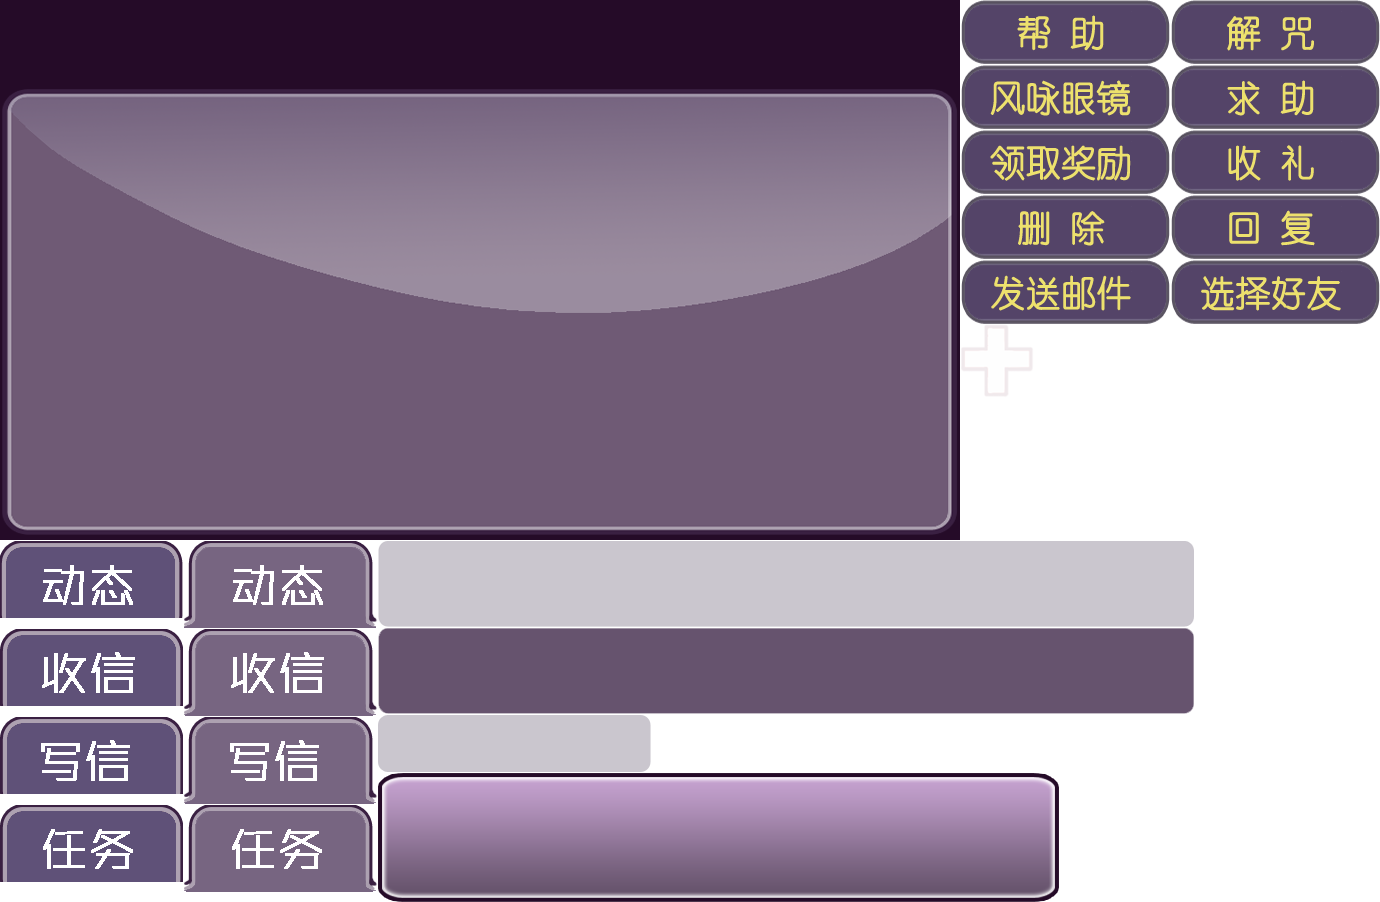 帮 助
解 咒
风咏眼镜
求 助
领取奖励
收 礼
删 除
回 复
发送邮件
选择好友
动态
动态
收信
收信
写信
写信
任务
任务